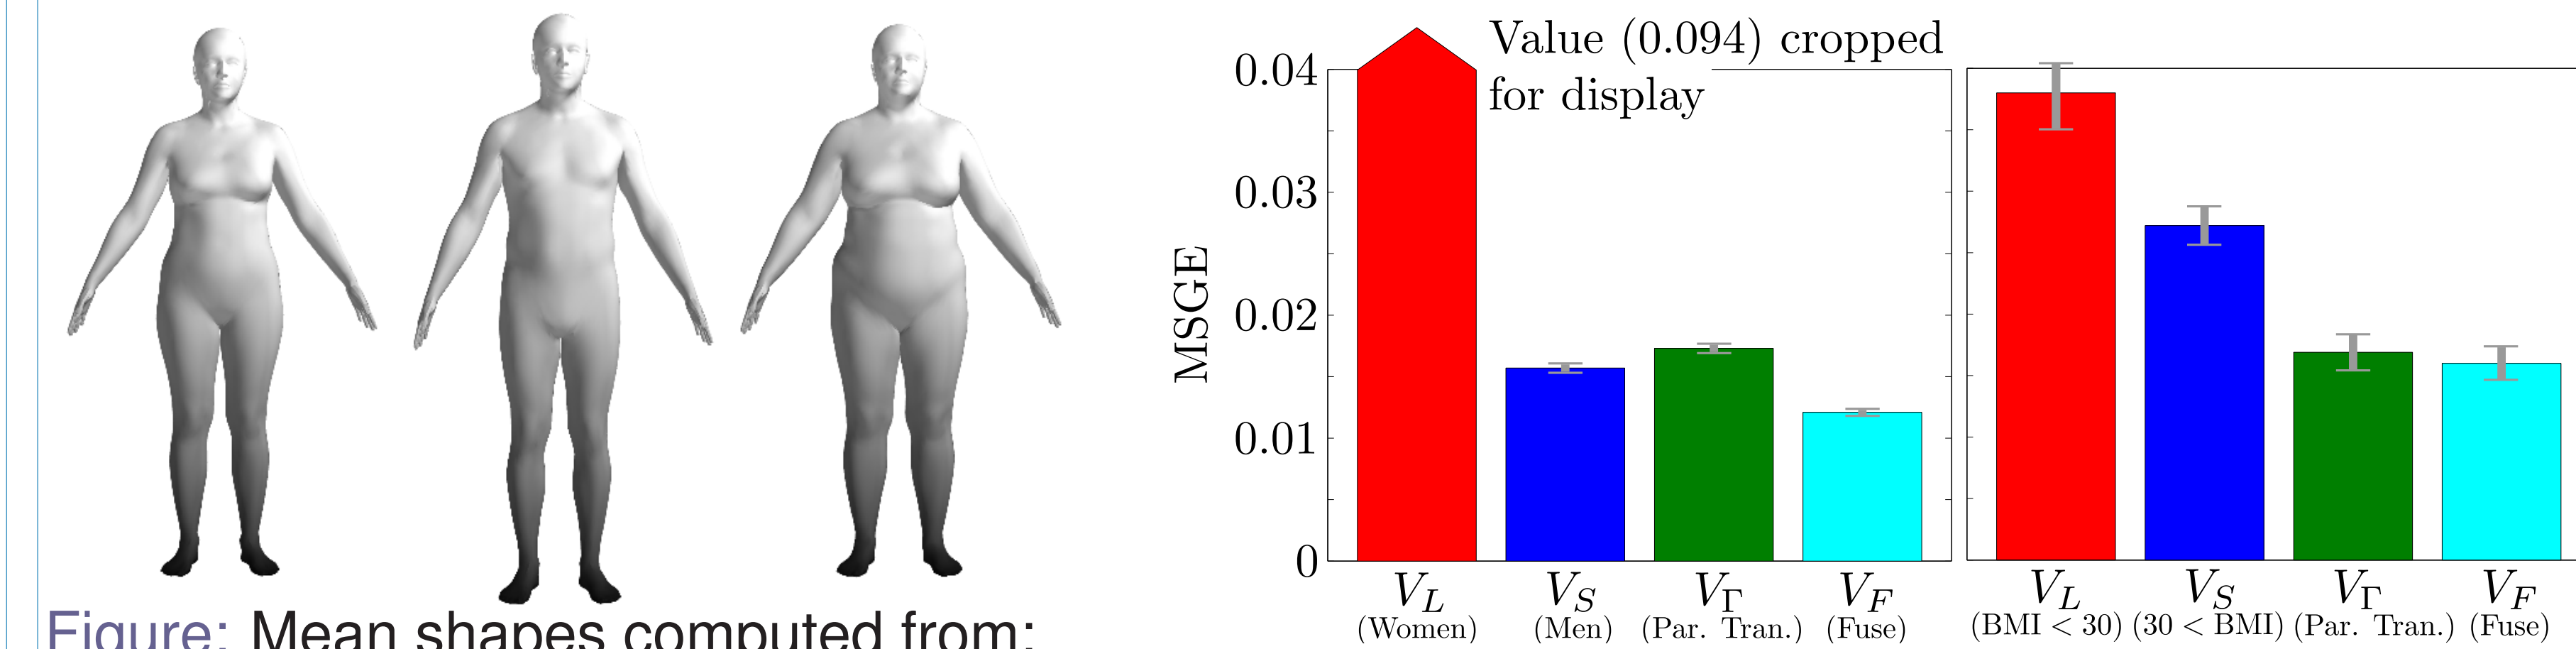 Value (0.094) cropped
for display
0.04
0.03
0.02
0.01
0
MSGE
V_L V_S V_Γ V_F
(Women) (Men) (Par. Tran.) (Fuse)
V_L V_S V_Γ V_F
(BMI < 30) (30 < BMI) (Par. Tran.) (Fuse)
Figure: Mean shapes computed from: